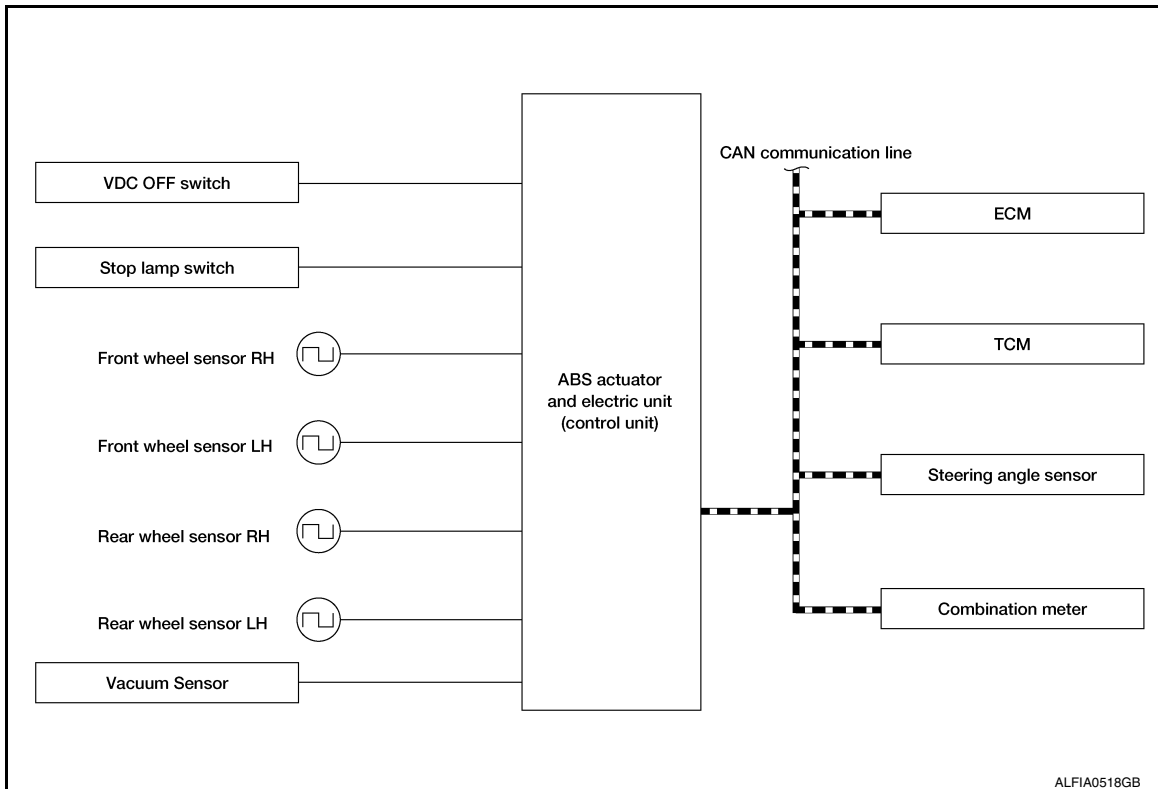 VDC OFF switch
Stop lamp switch
Front wheel sensor RH
Front wheel sensor LH
Rear wheel sensor RH
Rear wheel sensor LH
Vacuum Sensor
ABS actuator
and electric unit
(control unit)
CAN communication line
ECM
TCM
Steering angle sensor
Combination meter
ALFIA0518GB